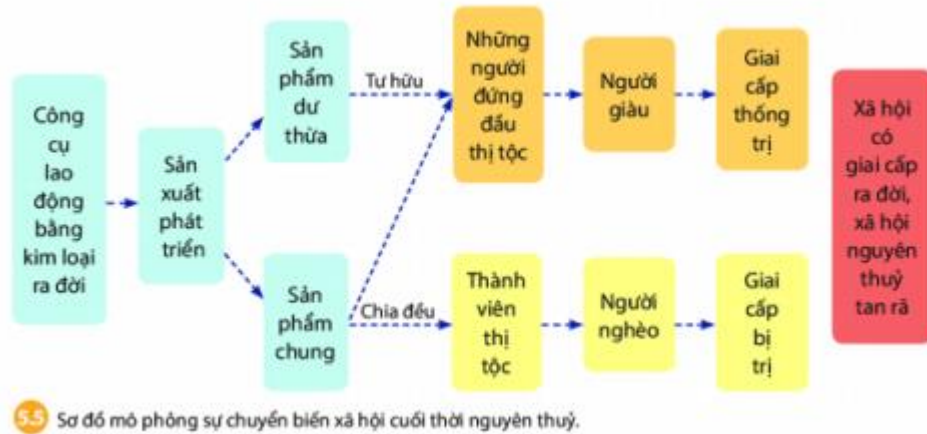 Công
cụ
lao
động
bằng
kim loại
ra đời
Sản
xuất
phát
triển
Sản
phẩm
dư
thừa
Sản
phẩm
chung
Tư hữu
Chia đều
Những
người
đứng
đầu
thị tộc
Người
giàu
Giai
cấp
thống
trị
Thành
viên
thị
tộc
Người
nghèo
Giai
cấp
bị
trị
Xã hội
có
giai cấp
ra đời,
xã hội
nguyên
thuỷ
tan rã
5.5 Sơ đồ mô phỏng sự chuyển biến xã hội cuối thời nguyên thuỷ.